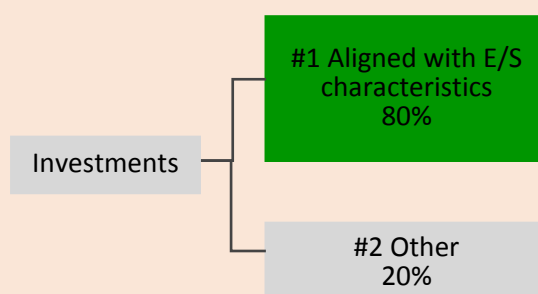 #1 Aligned with E/S
characteristics
80%
Investments
#2 Other
20%